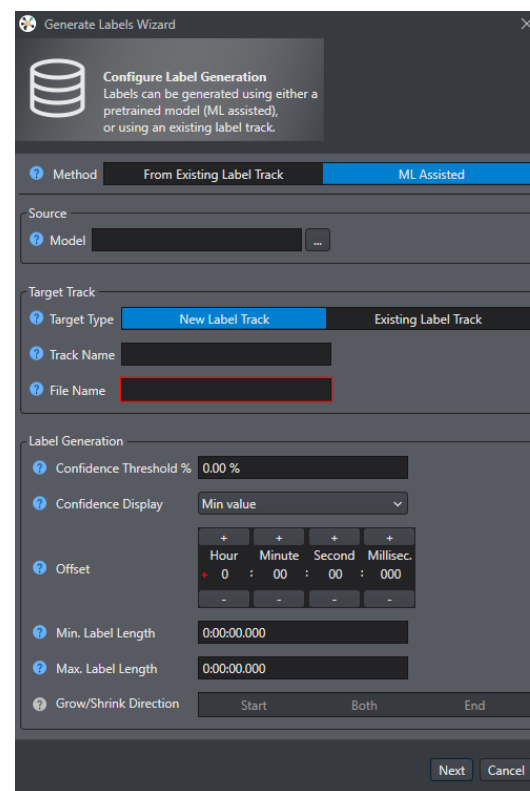 Generate Labels Wizard
Configure Label Generation
Labels can be generated using either a
pretrained model (ML assisted),
or using an existing label track.
? Method From Existing Label Track ML Assisted
Source
? Model ...
Target Track
? Target Type New Label Track Existing Label Track
? Track Name
? File Name
Label Generation
? Confidence Threshold % 0.00 %
? Confidence Display Min value
+ + + +
Hour Minute Second Millisec.
? Offset + 0 : 00 : 00 : 000
- - - -
? Min. Label Length 0:00:00.000
? Max. Label Length 0:00:00.000
? Grow/Shrink Direction Start Both End
Next Cancel